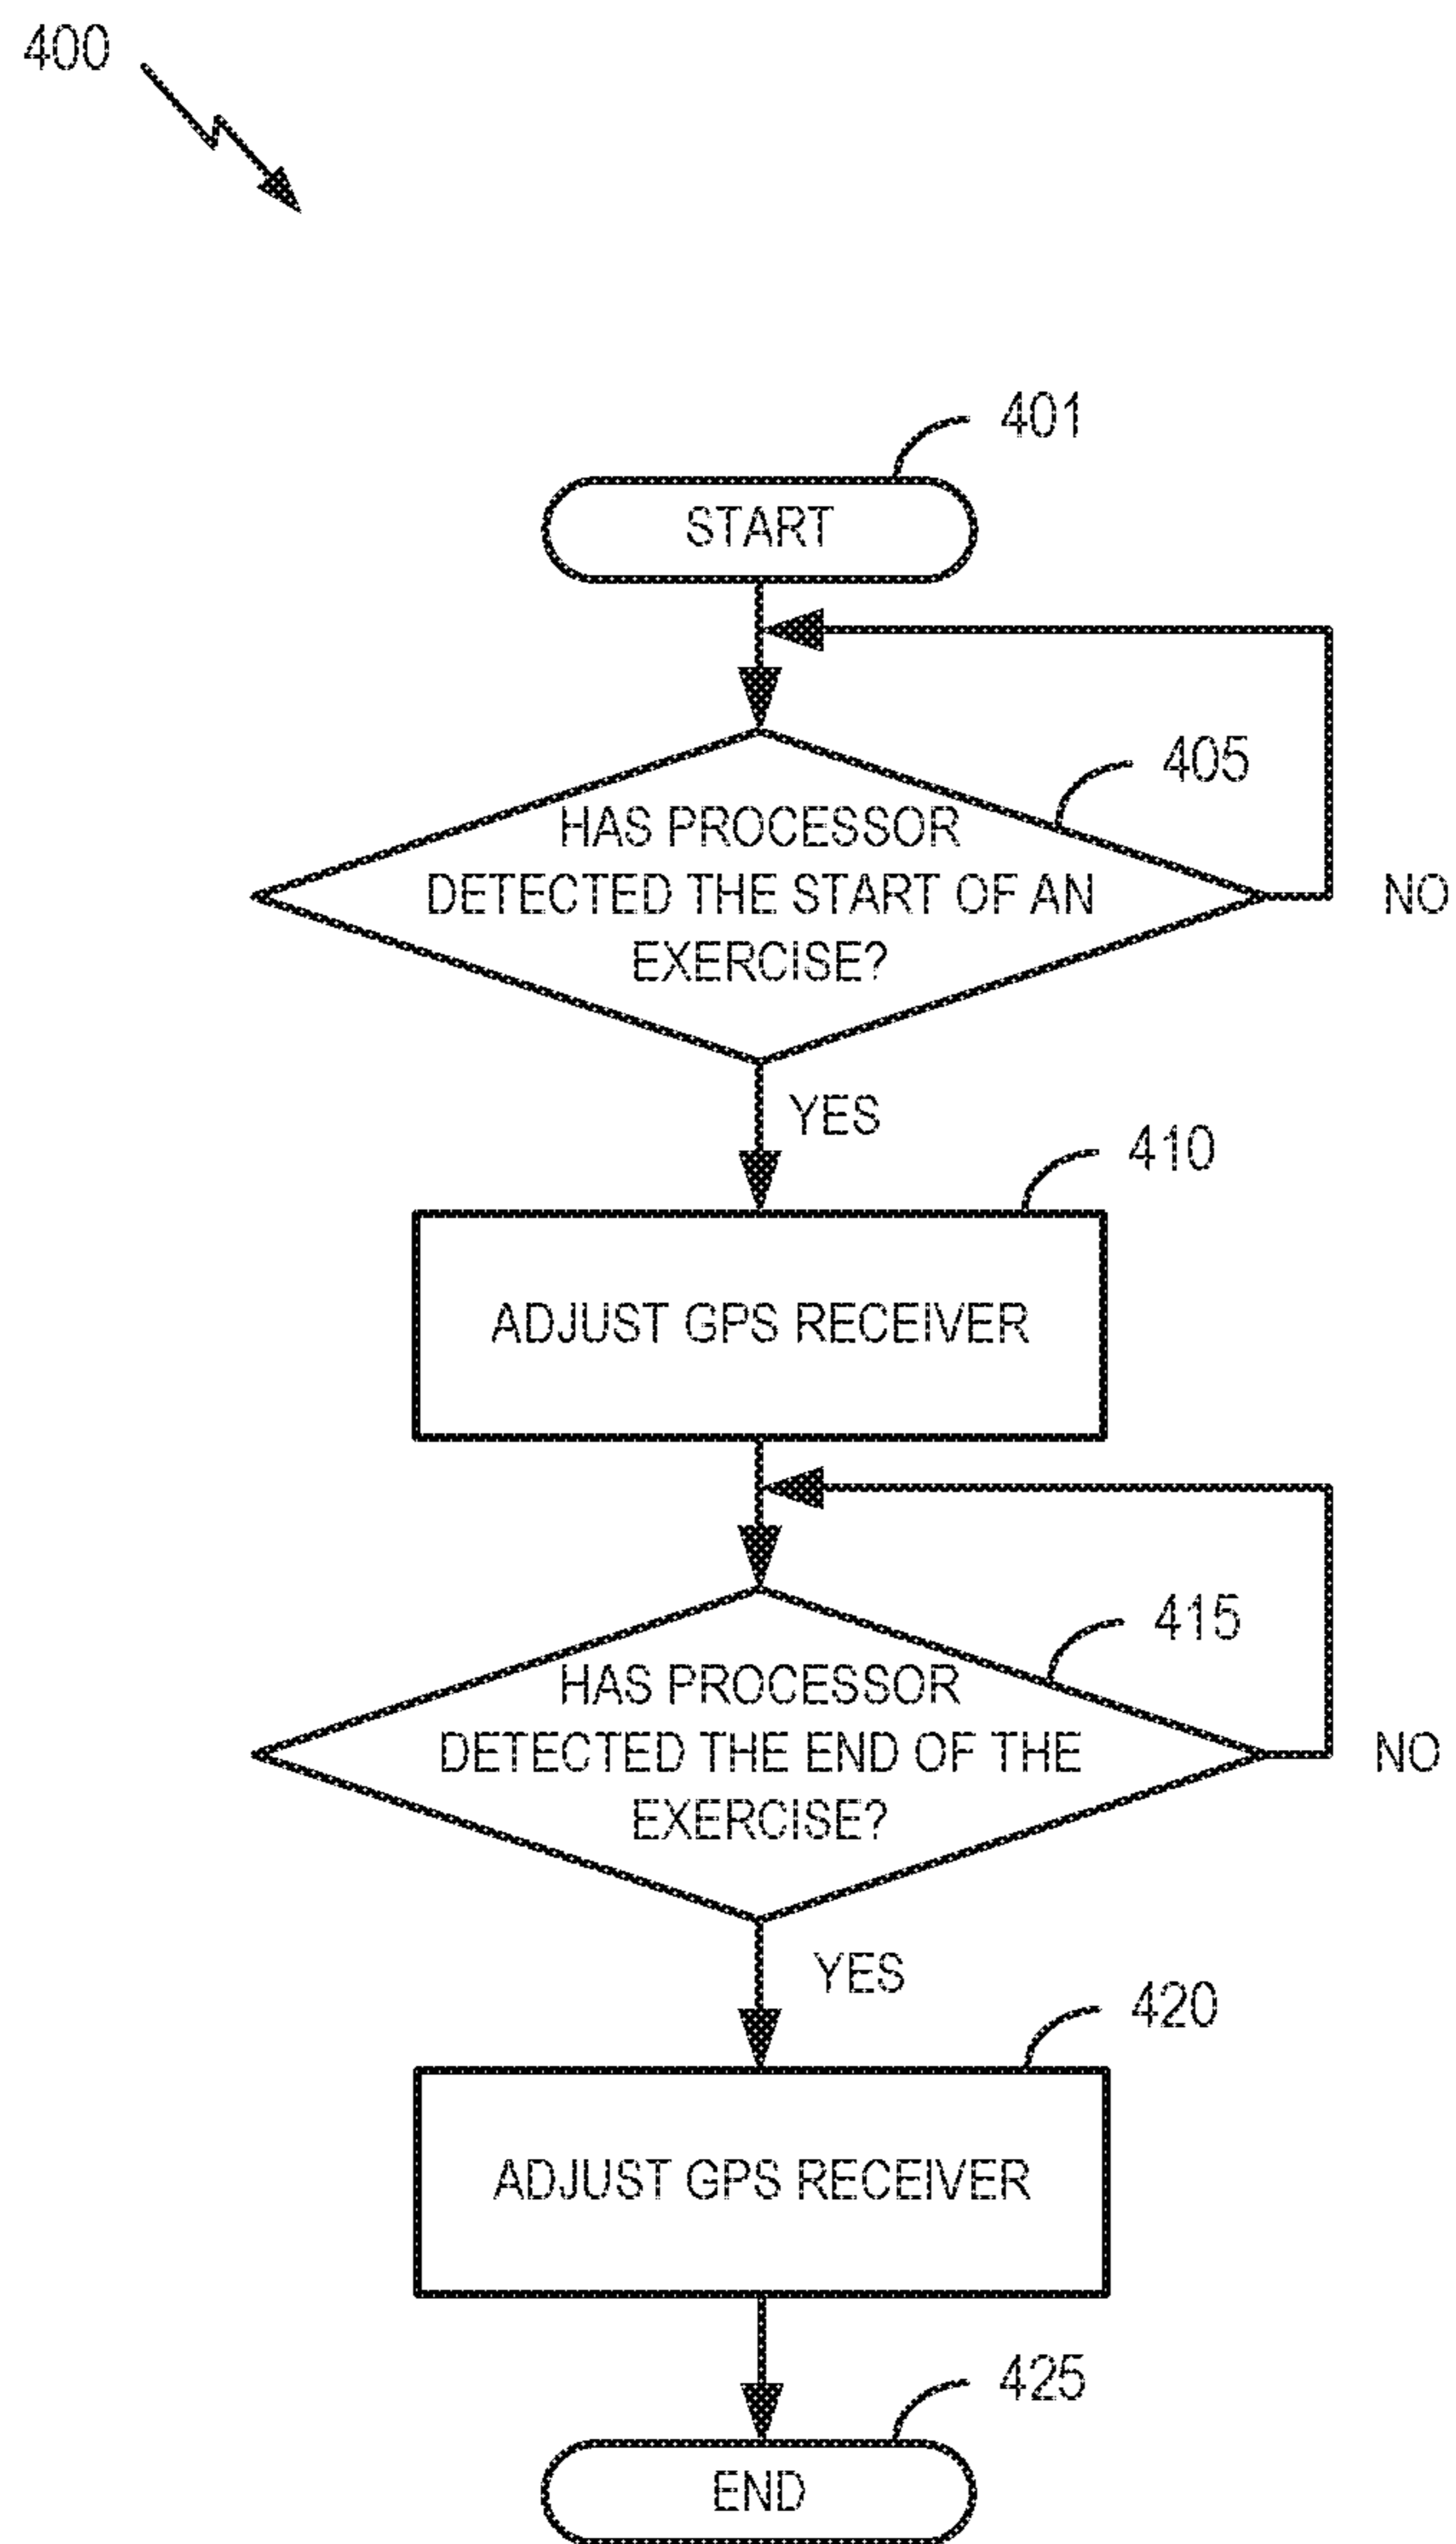 400
401
START
405
HAS PROCESSOR
DETECTED THE START OF AN
EXERCISE?
NO
YES
410
ADJUST GPS RECEIVER
415
HAS PROCESSOR
DETECTED THE END OF THE
EXERCISE?
NO
YES
420
ADJUST GPS RECEIVER
425
END